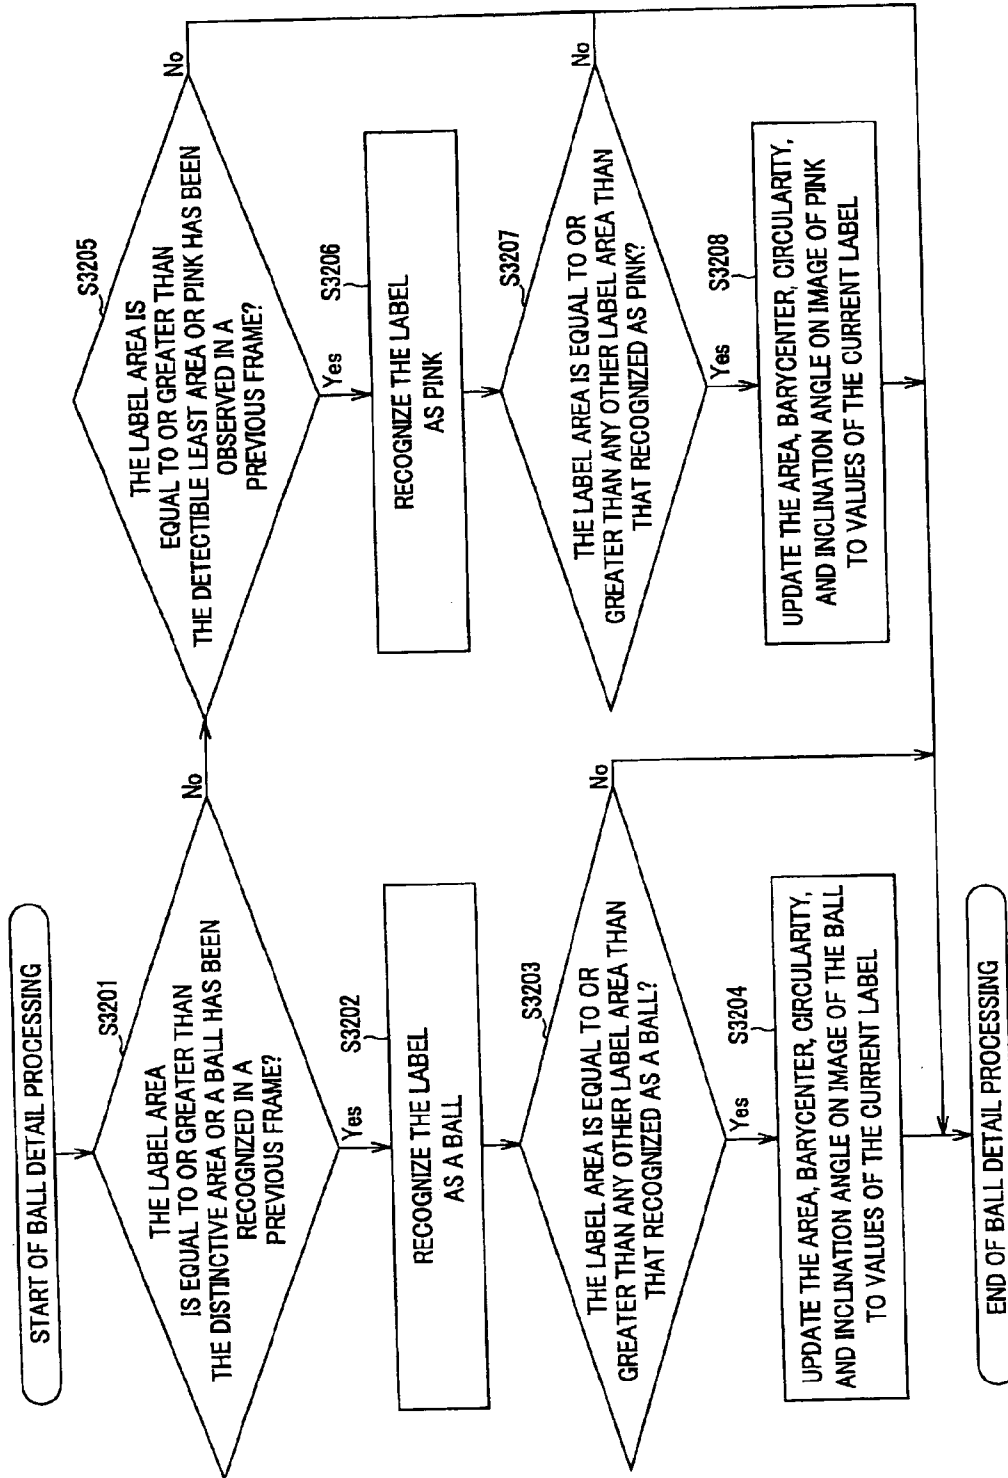 START OF BALL DETAIL PROCESSING
S3201
THE LABEL AREA
IS EQUAL TO OR GREATER THAN
THE DISTINCTIVE AREA OR A BALL HAS BEEN
RECOGNIZED IN A
PREVIOUS FRAME?
No
Yes
S3202
RECOGNIZE THE LABEL
AS A BALL
S3203
THE LABEL AREA IS EQUAL TO OR
GREATER THAN ANY OTHER LABEL AREA THAN
THAT RECOGNIZED AS A BALL?
No
Yes
S3204
UPDATE THE AREA, BARYCENTER, CIRCULARITY,
AND INCLINATION ANGLE ON IMAGE OF THE BALL
TO VALUES OF THE CURRENT LABEL
END OF BALL DETAIL PROCESSING
S3205
THE LABEL AREA IS
EQUAL TO OR GREATER THAN
THE DETECTIBLE LEAST AREA OR PINK HAS BEEN
OBSERVED IN A
PREVIOUS FRAME?
No
Yes
S3206
RECOGNIZE THE LABEL
AS PINK
S3207
THE LABEL AREA IS EQUAL TO OR
GREATER THAN ANY OTHER LABEL AREA THAN
THAT RECOGNIZED AS PINK?
No
Yes
S3208
UPDATE THE AREA, BARYCENTER, CIRCULARITY,
AND INCLINATION ANGLE ON IMAGE OF PINK
TO VALUES OF THE CURRENT LABEL